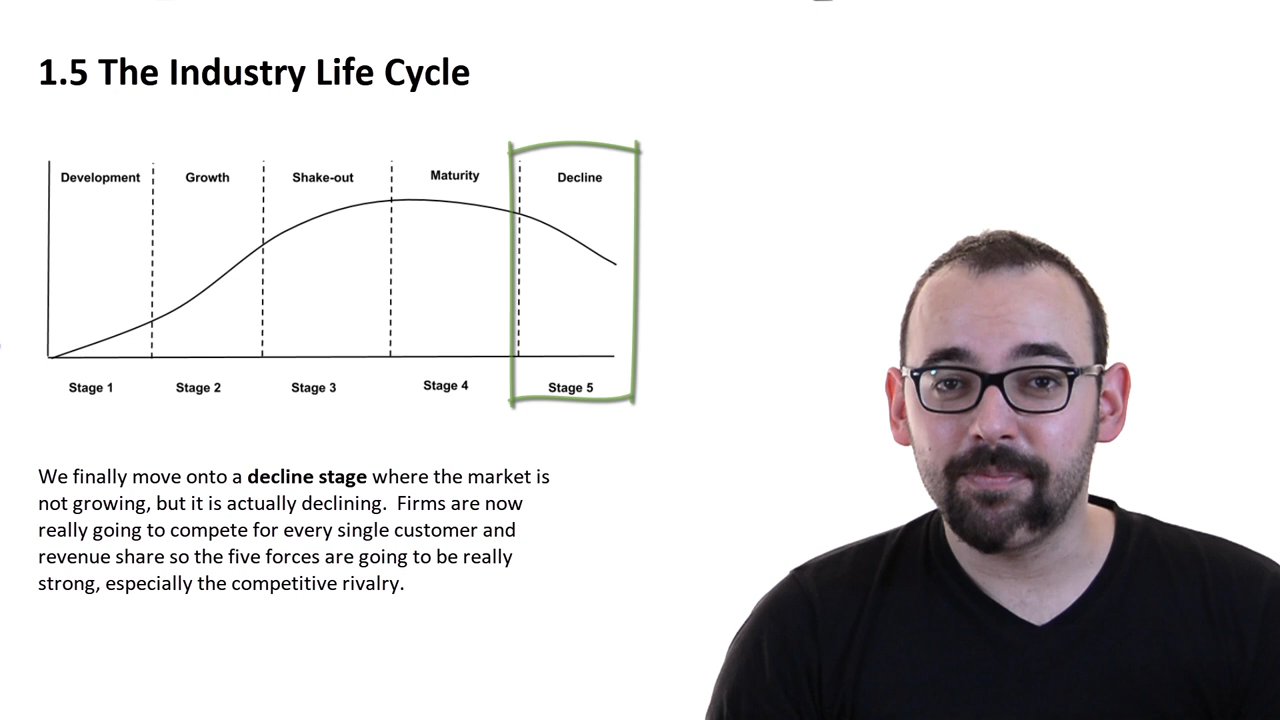 1.5 The Industry Life Cycle
Development Growth Shake-out Maturity Decline
Stage 1 Stage 2 Stage 3 Stage 4 Stage 5
We finally move onto a decline stage where the market is
not growing, but it is actually declining.  Firms are now
really going to compete for every single customer and
revenue share so the five forces are going to be really
strong, especially the competitive rivalry.